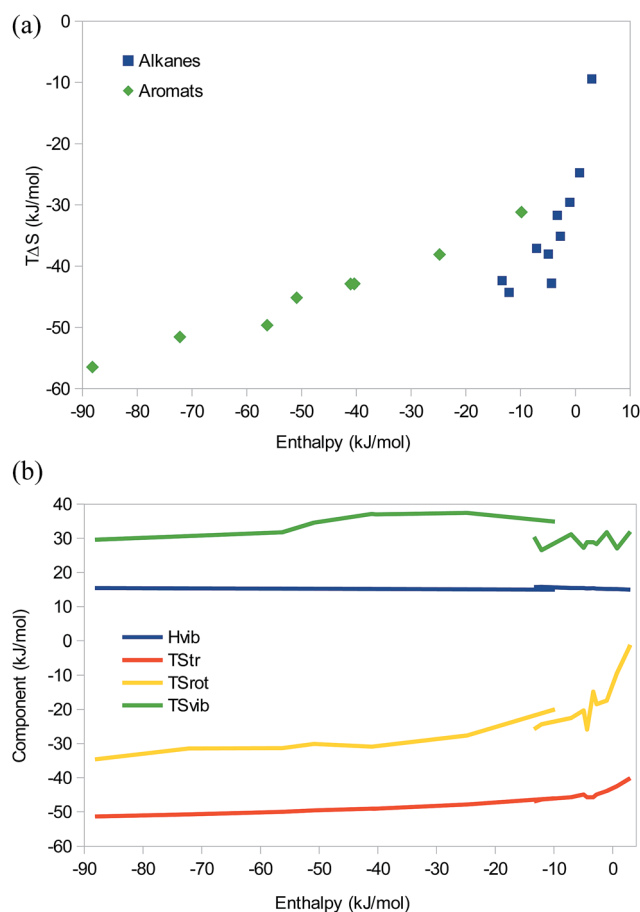 (a)
0
-10
-20
-30
-40
-50
-60
TΔS (kJ/mol)
Alkanes
Aromats
-90 -80 -70 -60 -50 -40 -30 -20 -10 0 10
Enthalpy (kJ/mol)
(b)
40
30
20
10
0
-10
-20
-30
-40
-50
-60
Component (kJ/mol)
Hvib
TStr
TSrot
TSvib
-90 -80 -70 -60 -50 -40 -30 -20 -10 0
Enthalpy (kJ/mol)